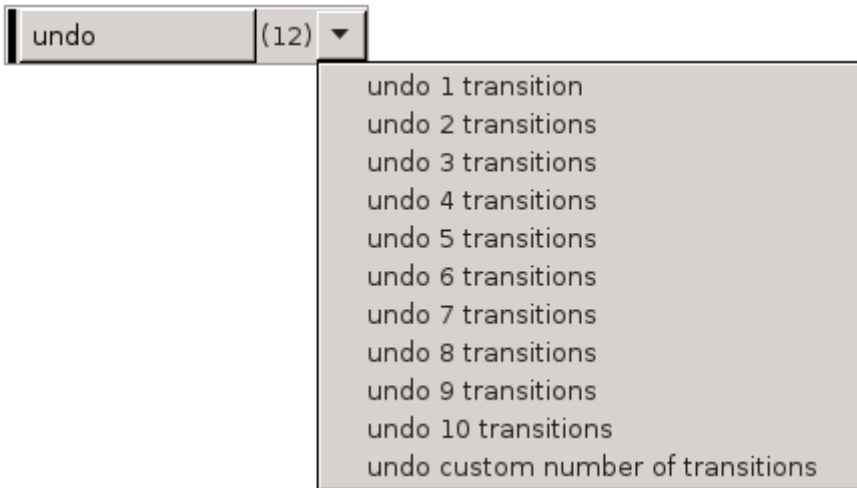 undo (12)
undo 1 transition
undo 2 transitions
undo 3 transitions
undo 4 transitions
undo 5 transitions
undo 6 transitions
undo 7 transitions
undo 8 transitions
undo 9 transitions
undo 10 transitions
undo custom number of transitions